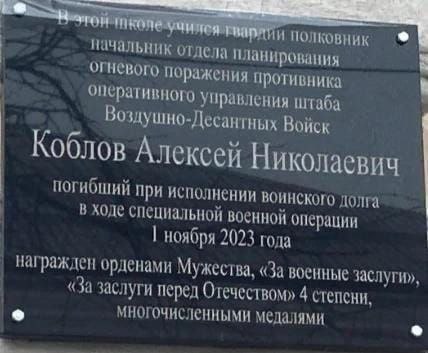 В этой школе учился гвардии полковник
начальник отдела планирования
огневого поражения противника
оперативного управления штаба
Воздушно-Десантных Войск
Коблов Алексей Николаевич
погибший при исполнении воинского долга
в ходе специальной военной операции
1 ноября 2023 года
награжден орденами Мужества, «За военные заслуги»,
«За заслуги перед Отечеством» 4 степени,
многочисленными медалями